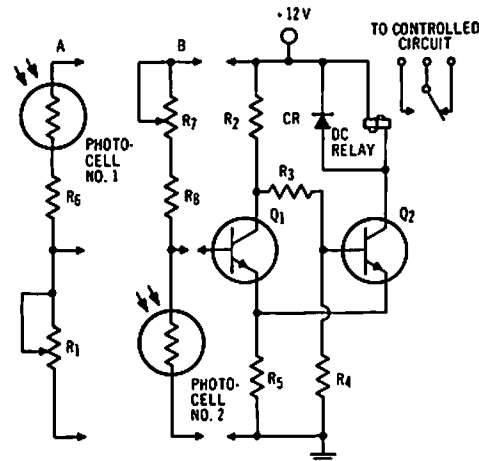 +12V
TO CONTROLLED
CIRCUIT
A
B
R7
R2
CR
DC
RELAY
PHOTO-
CELL
NO. 1
R3
R6
R8
Q1
Q2
R1
PHOTO-
CELL
NO. 2
R5
R4